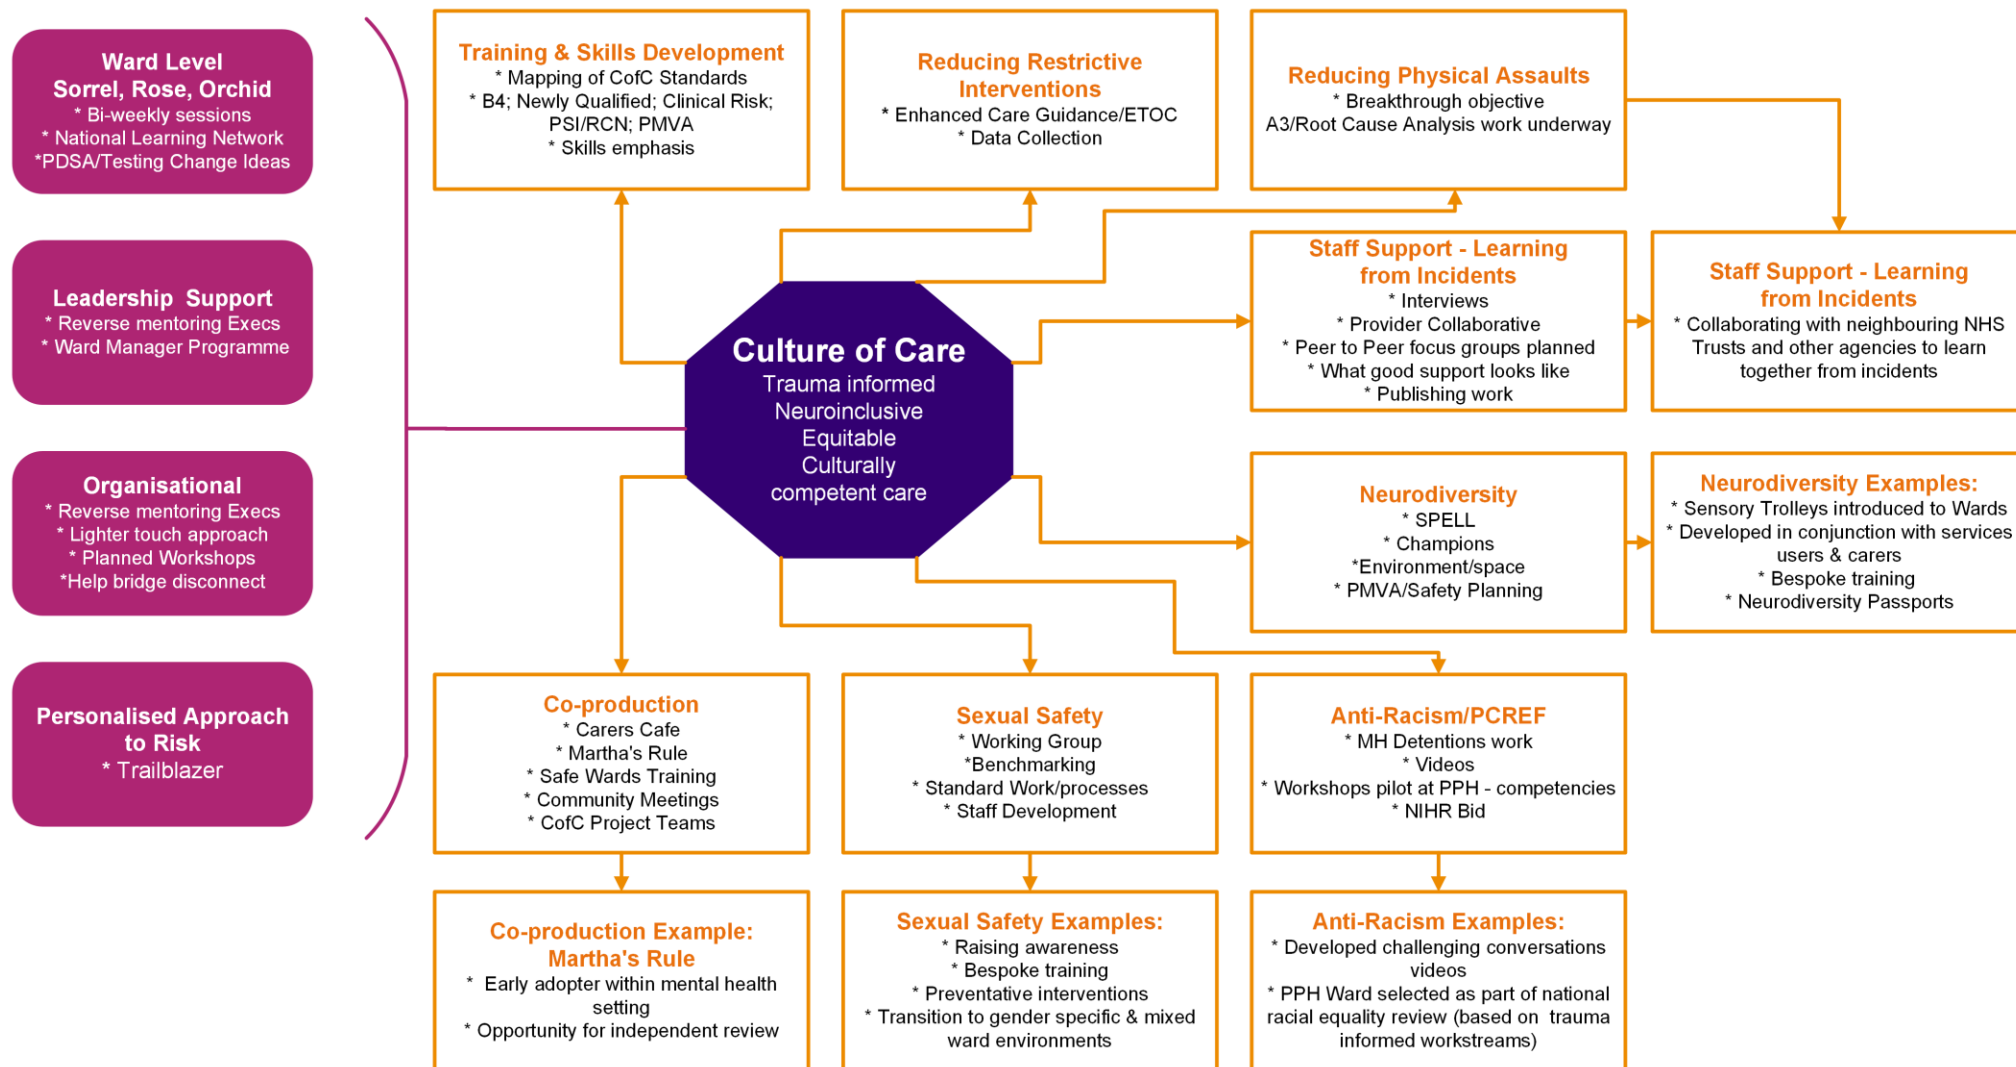 Ward Level
Sorrel, Rose, Orchid
* Bi-weekly sessions
* National Learning Network
*PDSA/Testing Change Ideas
Leadership Support
* Reverse mentoring Execs
* Ward Manager Programme
Organisational
* Reverse mentoring Execs
* Lighter touch approach
* Planned Workshops
*Help bridge disconnect
Personalised Approach
to Risk
* Trailblazer
Training & Skills Development
* Mapping of CofC Standards
* B4; Newly Qualified; Clinical Risk;
PSI/RCN; PMVA
* Skills emphasis
Reducing Restrictive
Interventions
* Enhanced Care Guidance/ETOC
* Data Collection
Reducing Physical Assaults
* Breakthrough objective
A3/Root Cause Analysis work underway
Culture of Care
Trauma informed
Neuroinclusive
Equitable
Culturally
competent care
Staff Support - Learning
from Incidents
* Interviews
* Provider Collaborative
* Peer to Peer focus groups planned
* What good support looks like
* Publishing work
Staff Support - Learning
from Incidents
* Collaborating with neighbouring NHS
Trusts and other agencies to learn
together from incidents
Neurodiversity
* SPELL
* Champions
*Environment/space
* PMVA/Safety Planning
Neurodiversity Examples:
* Sensory Trolleys introduced to Wards
* Developed in conjunction with services
users & carers
* Bespoke training
* Neurodiversity Passports
Co-production
* Carers Cafe
* Martha's Rule
* Safe Wards Training
* Community Meetings
* CofC Project Teams
Sexual Safety
* Working Group
*Benchmarking
* Standard Work/processes
* Staff Development
Anti-Racism/PCREF
* MH Detentions work
* Videos
* Workshops pilot at PPH - competencies
* NIHR Bid
Co-production Example:
Martha's Rule
* Early adopter within mental health
setting
* Opportunity for independent review
Sexual Safety Examples:
* Raising awareness
* Bespoke training
* Preventative interventions
* Transition to gender specific & mixed
ward environments
Anti-Racism Examples:
* Developed challenging conversations
videos
* PPH Ward selected as part of national
racial equality review (based on trauma
informed workstreams)